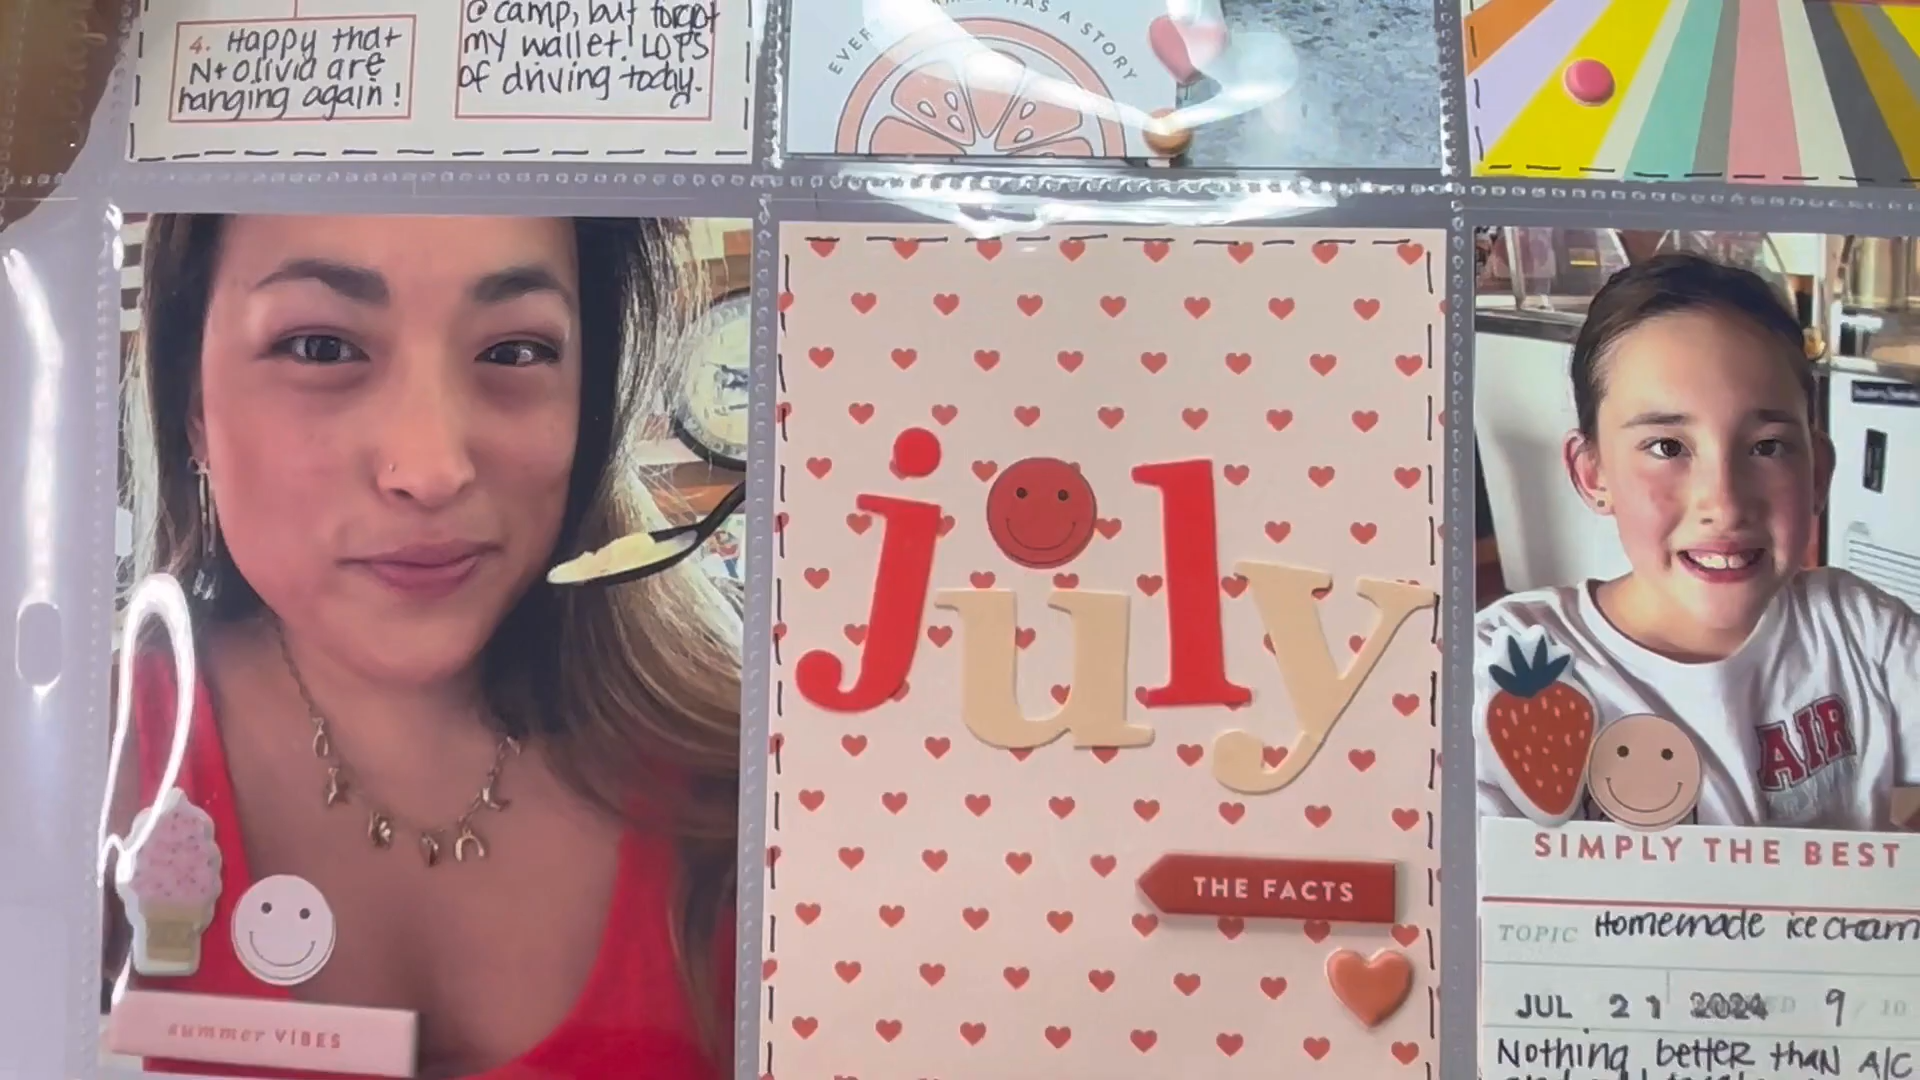 4. Happy that
N + Olivia are
hanging again!
@ camp, but forgot
my wallet! LOTS
of driving today.
HAS A STORY
july
THE FACTS
summer VIBES
AIR
SIMPLY THE BEST
TOPIC Homemade ice cream
JUL 21 2024 9 / 10
Nothing better than A/C